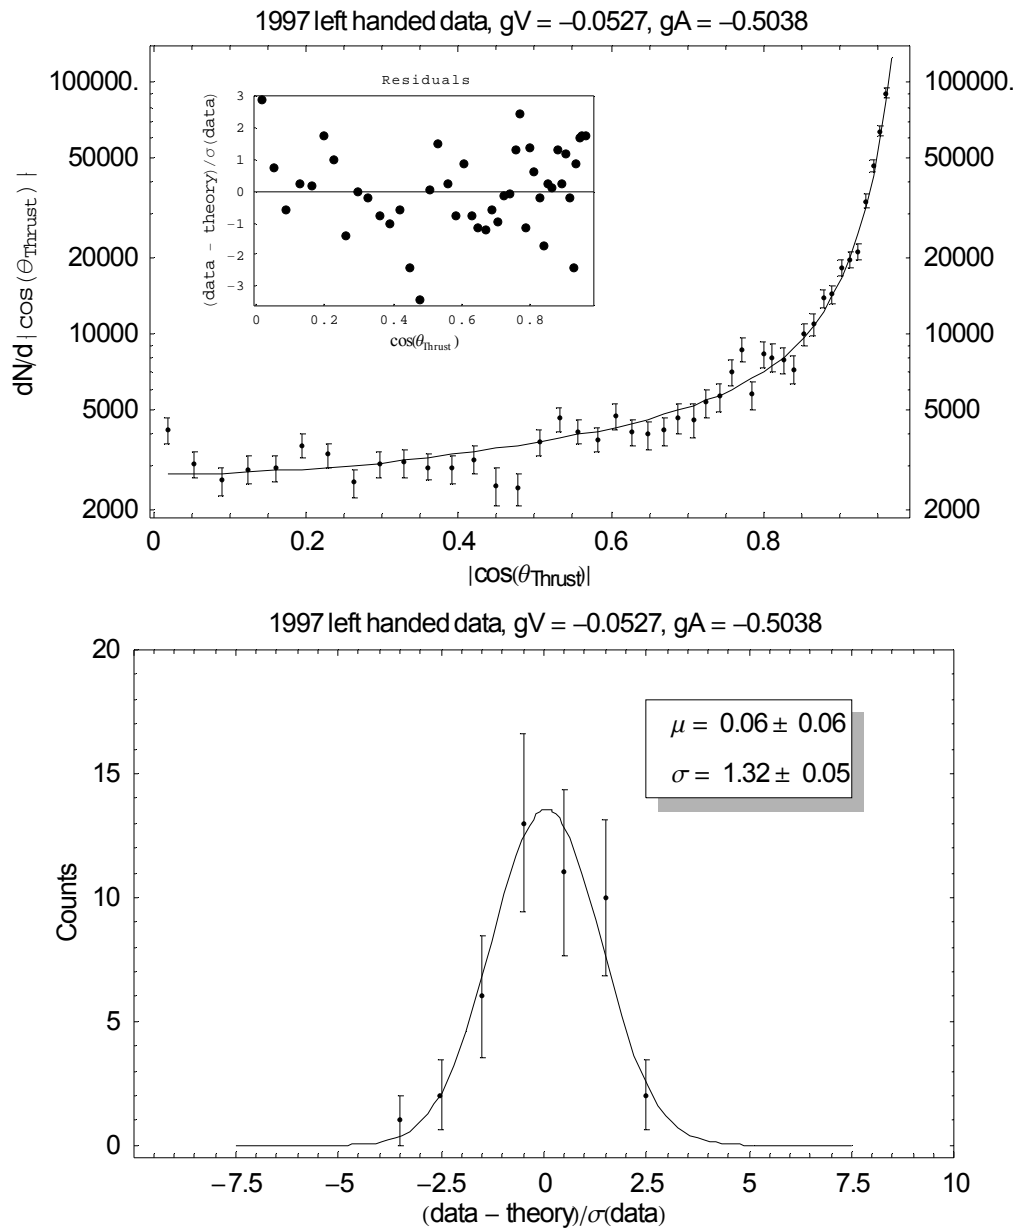 1997 left handed data, gV = −0.0527, gA = −0.5038
100000.
50000
20000
10000
5000
2000
dN/d|cos(θThrust)|
Residuals
3
2
1
0
−1
−2
−3
(data − theory)/σ(data)
0 0.2 0.4 0.6 0.8
cos(θThrust)
100000.
50000
20000
10000
5000
2000
0 0.2 0.4 0.6 0.8
|cos(θThrust)|
1997 left handed data, gV = −0.0527, gA = −0.5038
20
15
10
5
0
Counts
μ = 0.06 ± 0.06
σ = 1.32 ± 0.05
−7.5 −5 −2.5 0 2.5 5 7.5 10
(data − theory)/σ(data)